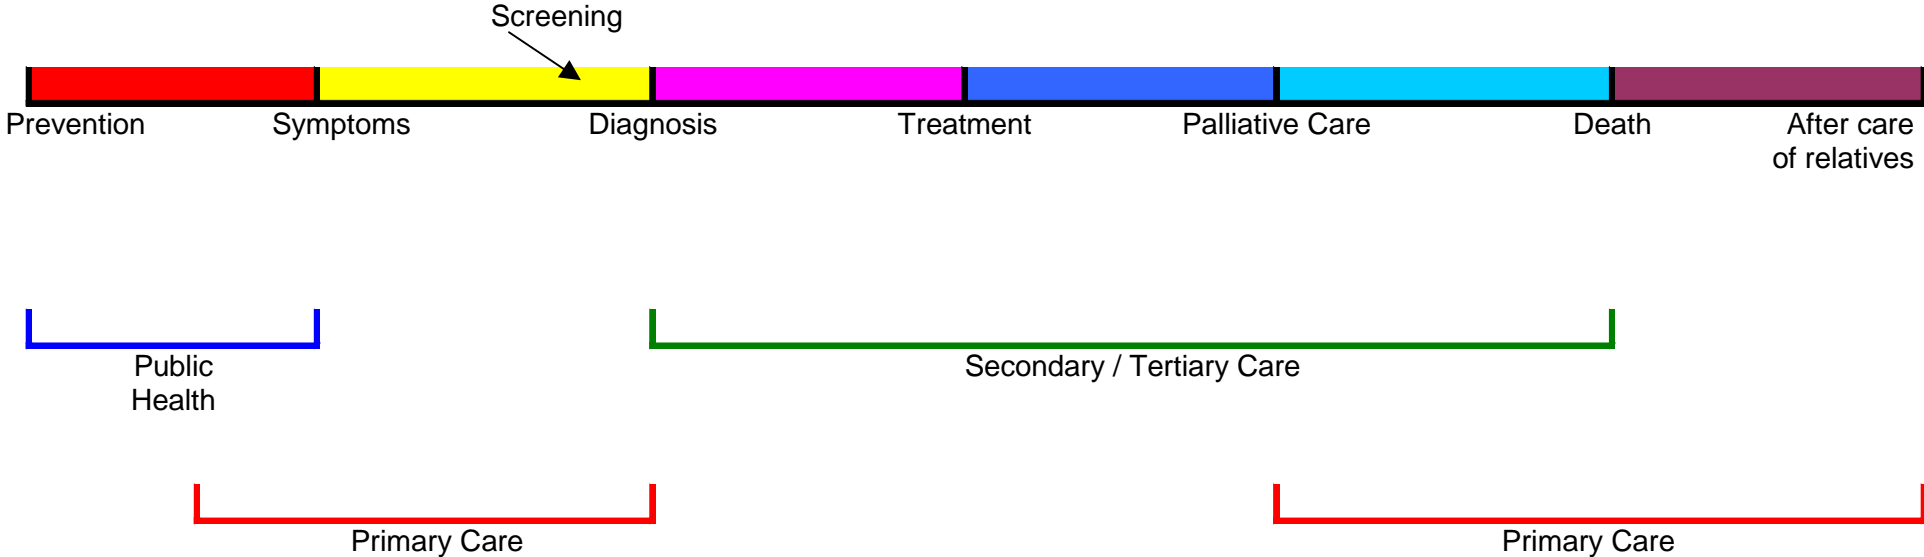 Screening
Prevention
Symptoms
Diagnosis
Treatment
Palliative Care
Death
After care
of relatives
Public
Health
Secondary / Tertiary Care
Primary Care
Primary Care